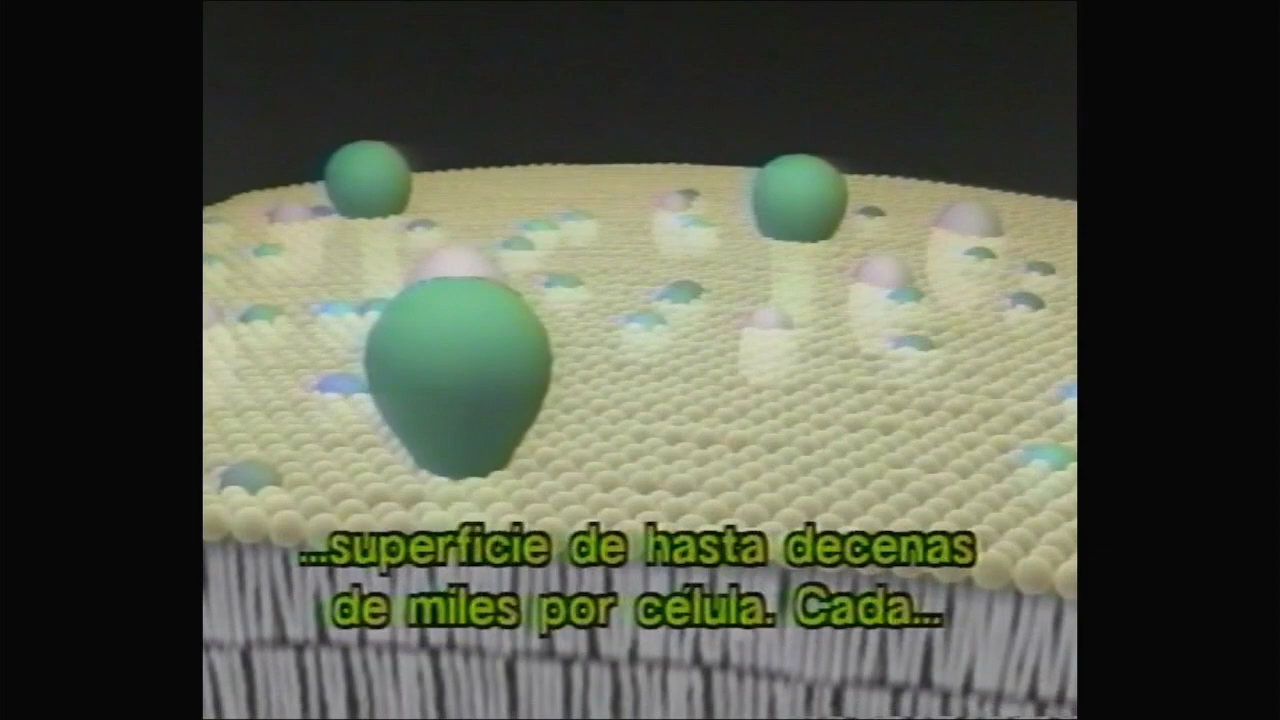 ...superficie de hasta decenas
de miles por célula. Cada...